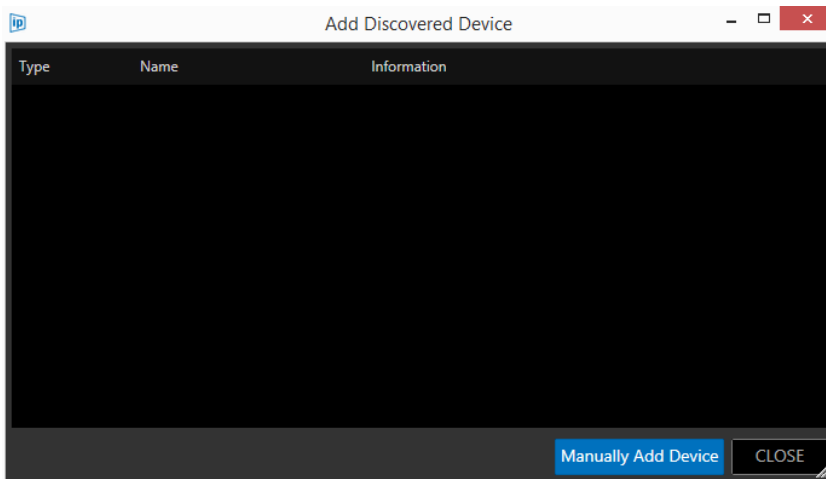 ip
Add Discovered Device
Type Name Information
Manually Add Device CLOSE